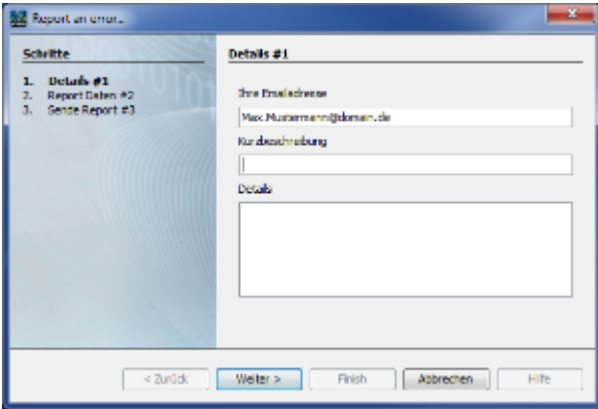 Report an error...
Schritte
1. Details #1
2. Report Daten #2
3. Sende Report #3
Details #1
Ihre Emailadresse
Max.Mustermann@domain.de
Kurzbeschreibung
Details
< Zurück
Weiter >
Finish
Abbrechen
Hilfe